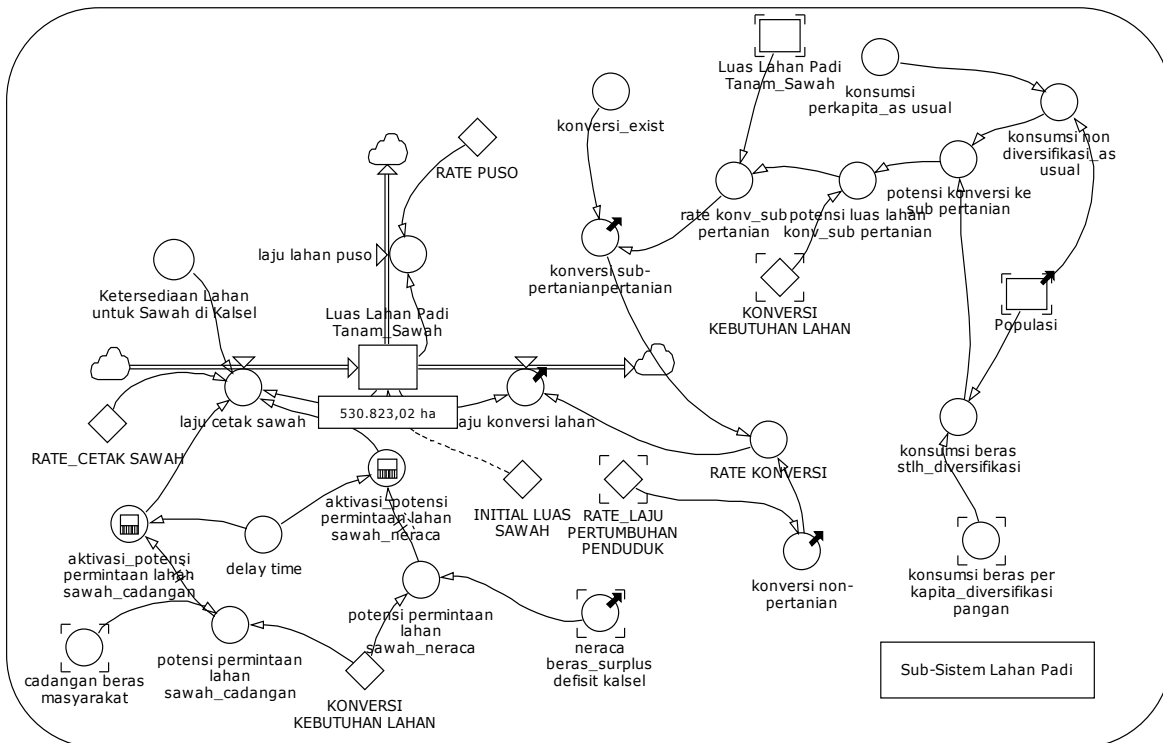 Luas Lahan Padi
Tanam_Sawah
konsumsi
perkapita_as usual
konversi_exist
konsumsi non
diversifikasi_as
usual
RATE PUSO
potensi konversi ke
sub pertanian
rate konv_sub
pertanian
potensi luas lahan
konv_sub pertanian
laju lahan puso
konversi sub-
pertanianpertanian
Ketersediaan Lahan
untuk Sawah di Kalsel
KONVERSI
KEBUTUHAN LAHAN
Populasi
Luas Lahan Padi
Tanam_Sawah
530.823,02 ha
laju cetak sawah
aju konversi lahan
RATE_CETAK SAWAH
RATE KONVERSI
konsumsi beras
stlh_diversifikasi
aktivasi_potensi
permintaan lahan
sawah_neraca
INITIAL LUAS
SAWAH
RATE_LAJU
PERTUMBUHAN
PENDUDUK
aktivasi_potensi
permintaan lahan
sawah_cadangan
delay time
konversi non-
pertanian
konsumsi beras per
kapita_diversifikasi
pangan
potensi permintaan
lahan
sawah_neraca
neraca
beras_surplus
defisit kalsel
cadangan beras
masyarakat
potensi permintaan
lahan
sawah_cadangan
KONVERSI
KEBUTUHAN LAHAN
Sub-Sistem Lahan Padi